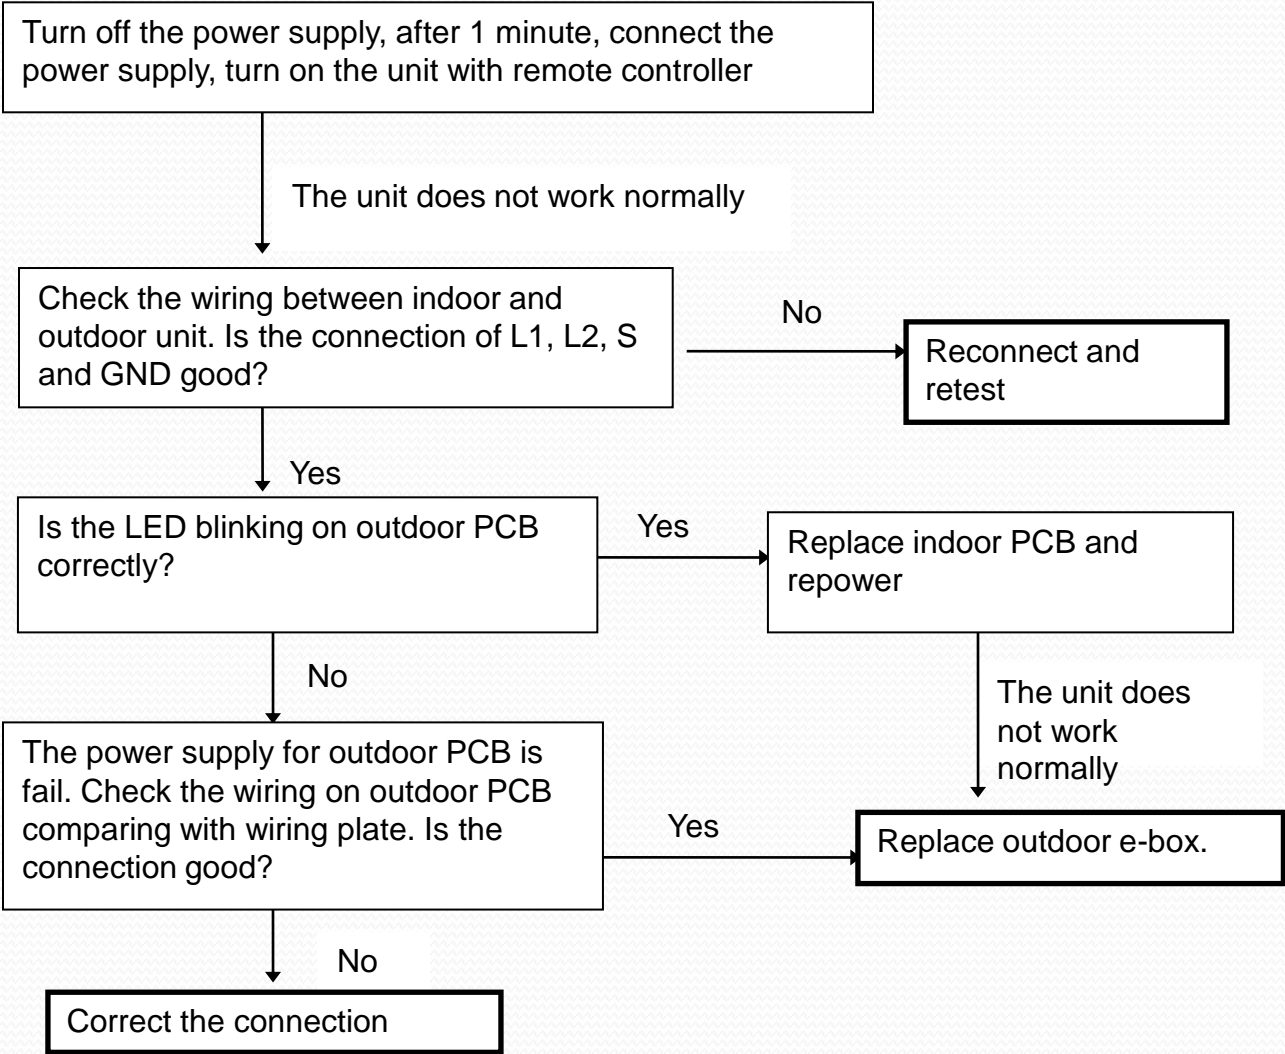 Turn off the power supply, after 1 minute, connect the
power supply, turn on the unit with remote controller
The unit does not work normally
Check the wiring between indoor and
outdoor unit. Is the connection of L1, L2, S
and GND good?
No
Reconnect and
retest
Yes
Is the LED blinking on outdoor PCB
correctly?
Yes
Replace indoor PCB and
repower
No
The unit does
not work
normally
The power supply for outdoor PCB is
fail. Check the wiring on outdoor PCB
comparing with wiring plate. Is the
connection good?
Yes
Replace outdoor e-box.
No
Correct the connection